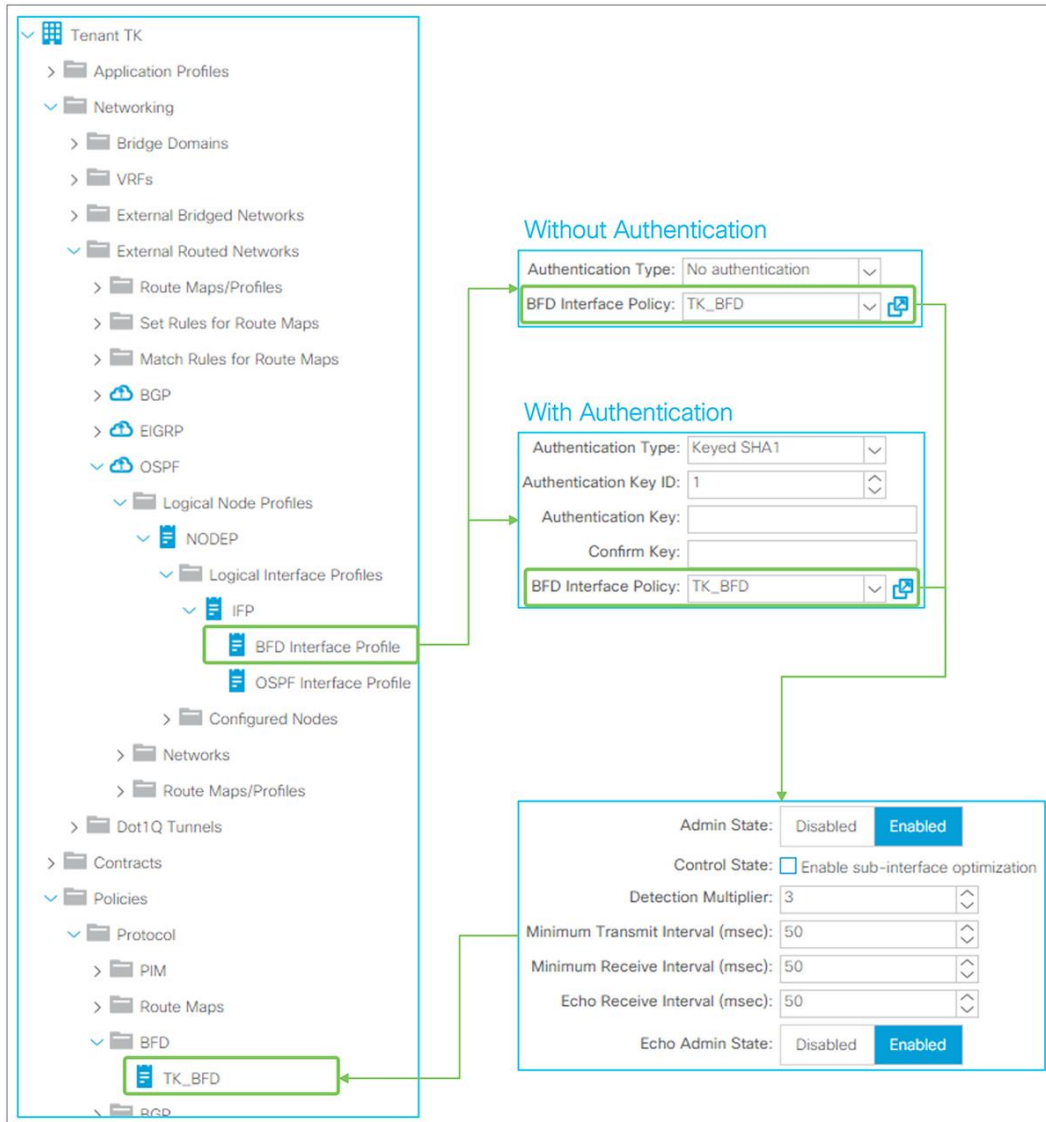 Tenant TK
Application Profiles
Networking
Bridge Domains
VRFs
External Bridged Networks
External Routed Networks
Route Maps/Profiles
Set Rules for Route Maps
Match Rules for Route Maps
BGP
EIGRP
OSPF
Logical Node Profiles
NODEP
Logical Interface Profiles
IFP
BFD Interface Profile
OSPF Interface Profile
Configured Nodes
Networks
Route Maps/Profiles
Dot1Q Tunnels
Contracts
Policies
Protocol
PIM
Route Maps
BFD
TK_BFD
BGP
Without Authentication
Authentication Type: No authentication
BFD Interface Policy: TK_BFD
With Authentication
Authentication Type: Keyed SHA1
Authentication Key ID: 1
Authentication Key:
Confirm Key:
BFD Interface Policy: TK_BFD
Admin State: Disabled Enabled
Control State: Enable sub-interface optimization
Detection Multiplier: 3
Minimum Transmit Interval (msec): 50
Minimum Receive Interval (msec): 50
Echo Receive Interval (msec): 50
Echo Admin State: Disabled Enabled